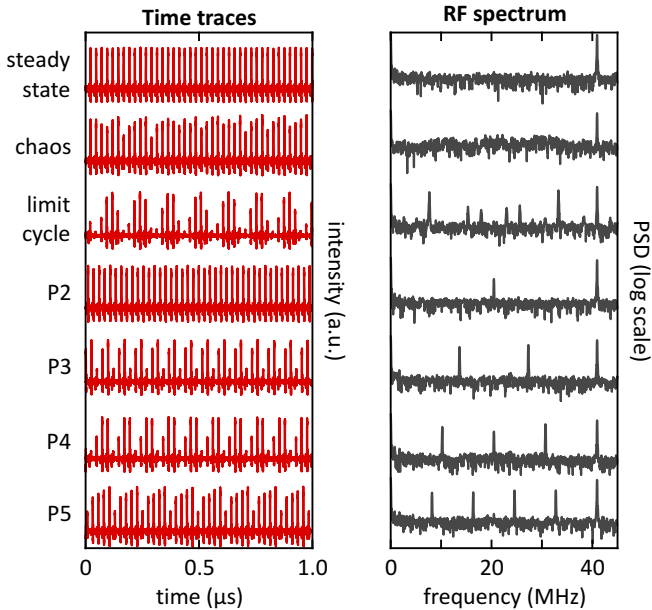 Time traces
RF spectrum
steady
state
chaos
limit
cycle
P2
P3
P4
P5
intensity (a.u.)
PSD (log scale)
0
0.5
1.0
0
20
40
time (µs)
frequency (MHz)